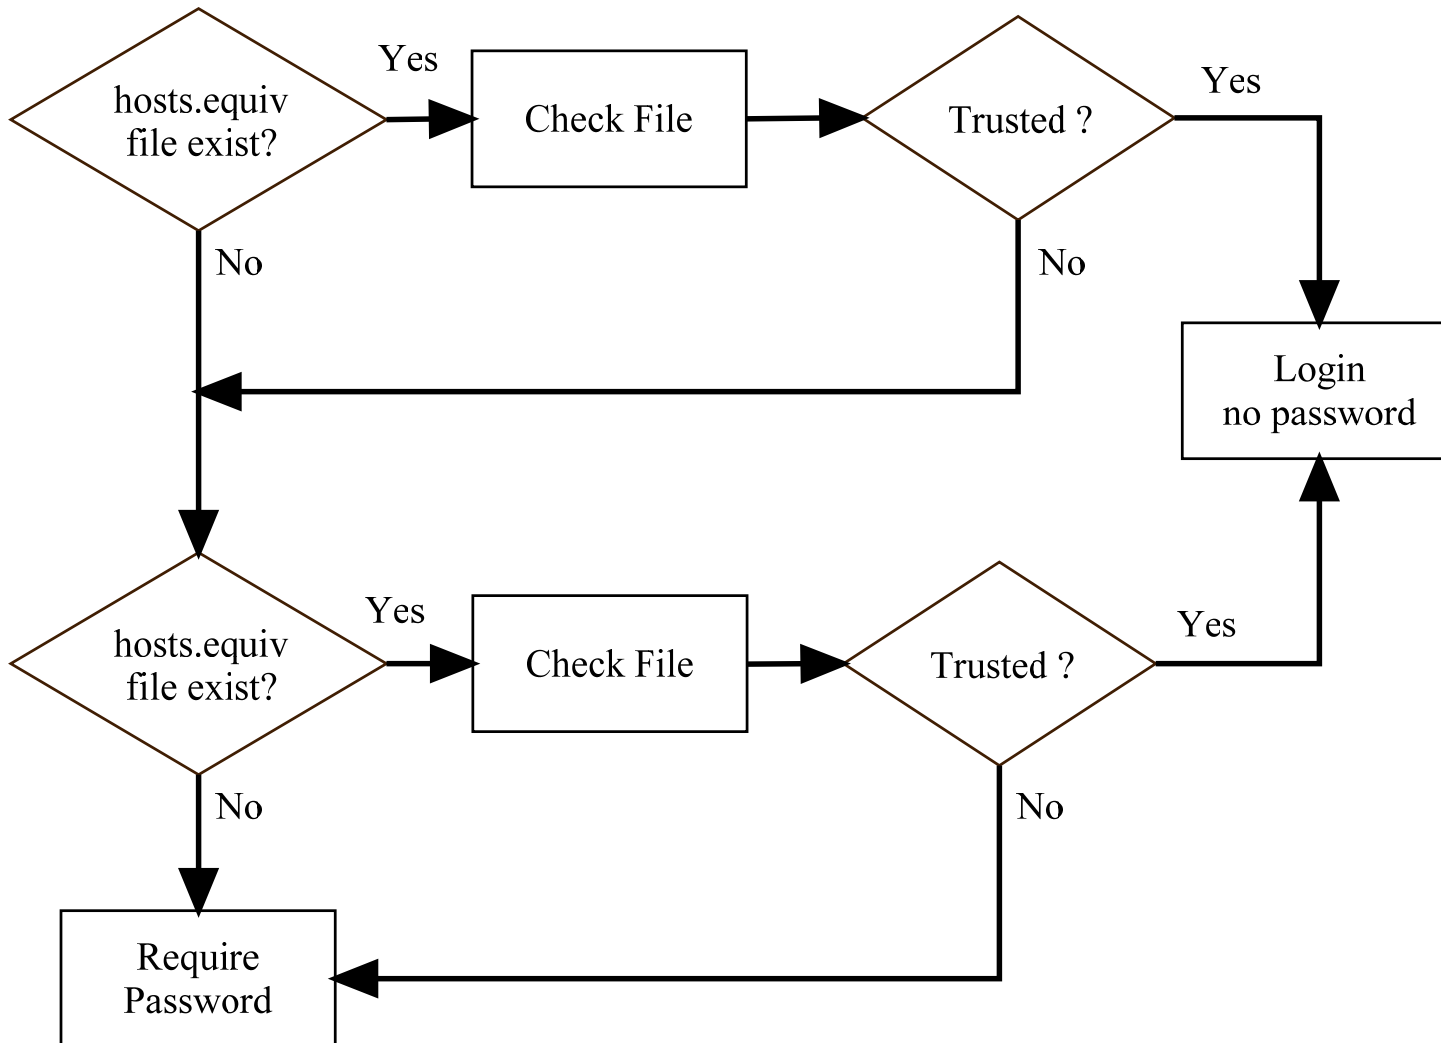 Yes
hosts.equiv
file exist?
Check File
Trusted ?
Yes
No
No
Login
no password
hosts.equiv
file exist?
Yes
Check File
Trusted ?
Yes
No
No
Require
Password